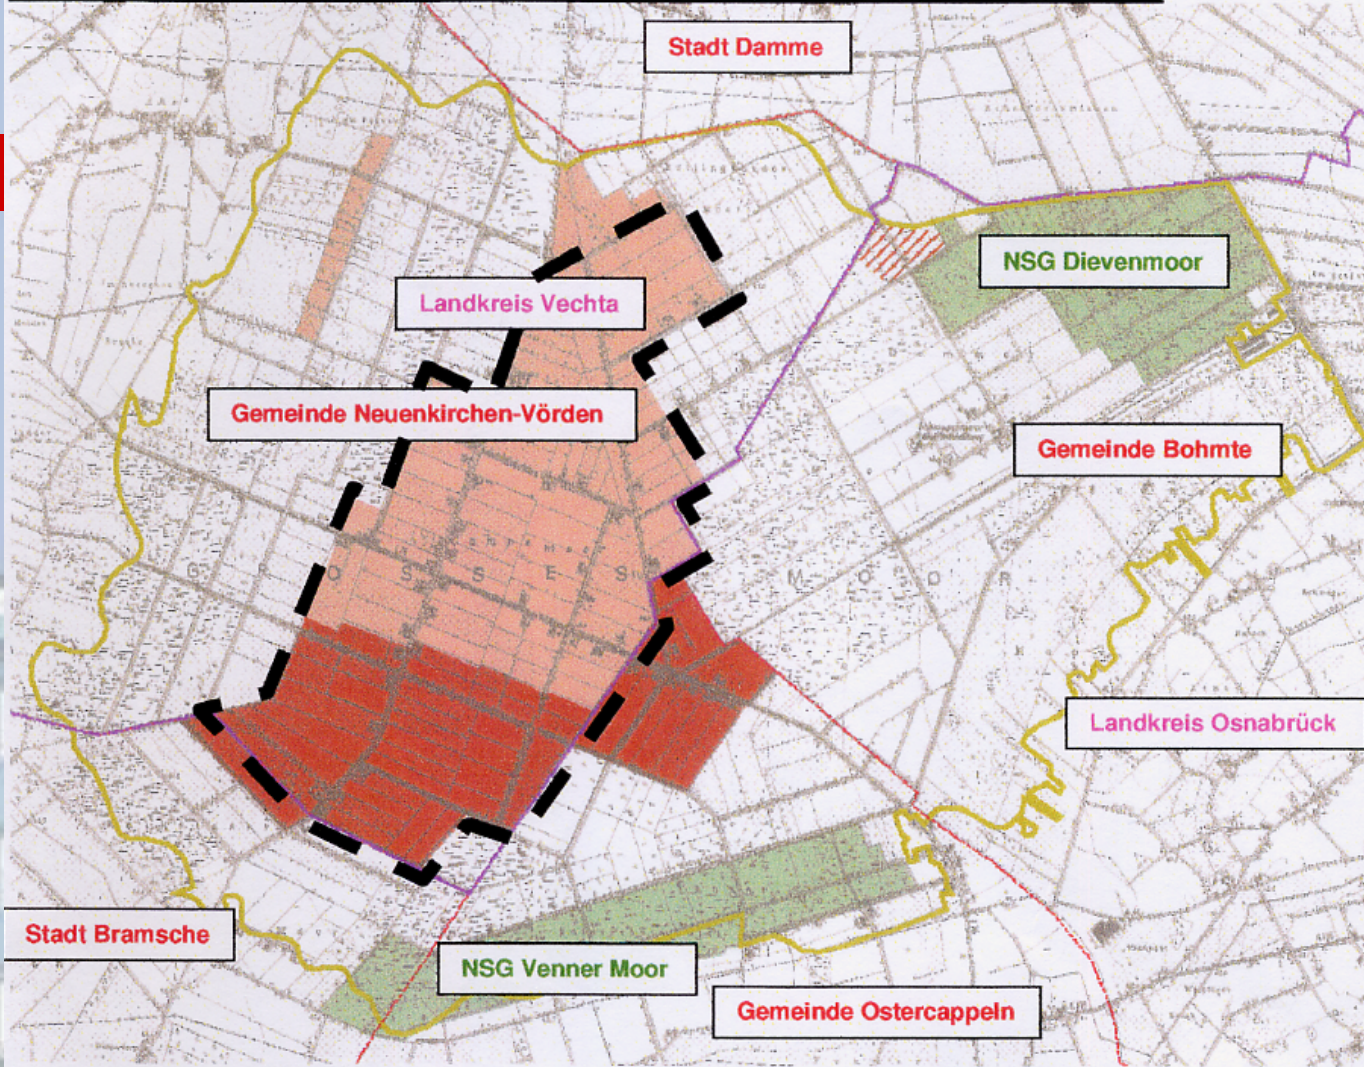 Stadt Damme
NSG Dievenmoor
Landkreis Vechta
Gemeinde Neuenkirchen-Vörden
Gemeinde Bohmte
G R O S S E S M O O R
Landkreis Osnabrück
Stadt Bramsche
NSG Venner Moor
Gemeinde Ostercappeln